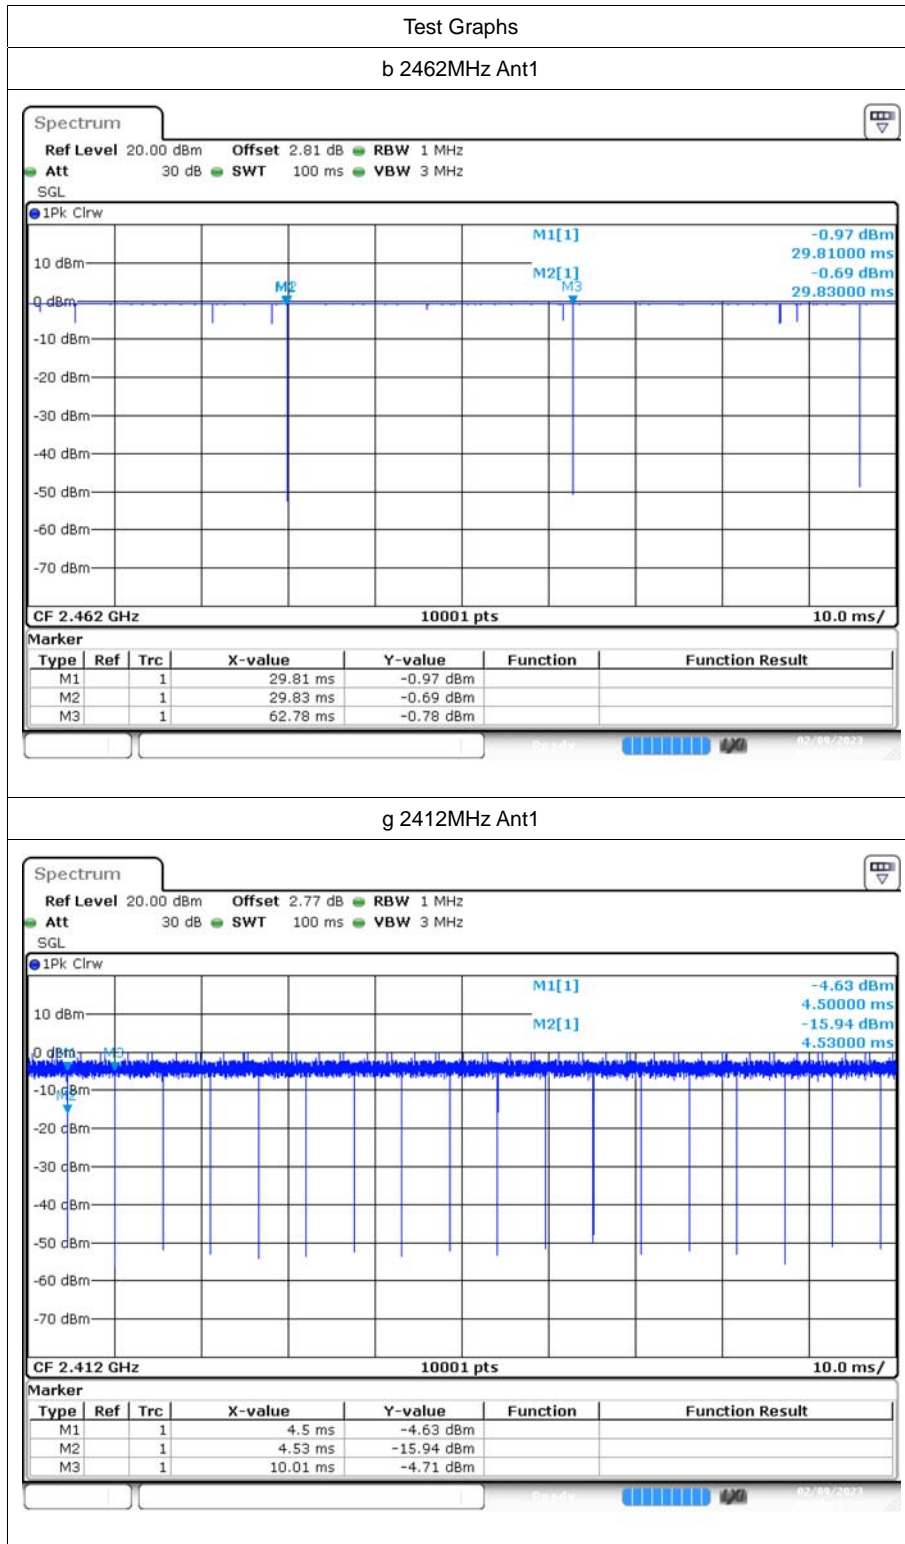 Test Graphs
b 2462MHz Ant1
Spectrum
Ref Level 20.00 dBm Offset 2.81 dB RBW 1 MHz
Att 30 dB SWT 100 ms VBW 3 MHz
SGL
1Pk Clrw
M1[1] -0.97 dBm
29.81000 ms
10 dBm
M2[1] -0.69 dBm
29.83000 ms
M2 M3
0 dBm
-10 dBm
-20 dBm
-30 dBm
-40 dBm
-50 dBm
-60 dBm
-70 dBm
CF 2.462 GHz 10001 pts 10.0 ms/
Marker
Type Ref Trc X-value Y-value Function Function Result
M1 1 29.81 ms -0.97 dBm
M2 1 29.83 ms -0.69 dBm
M3 1 62.78 ms -0.78 dBm
Ready 02/09/2023
g 2412MHz Ant1
Spectrum
Ref Level 20.00 dBm Offset 2.77 dB RBW 1 MHz
Att 30 dB SWT 100 ms VBW 3 MHz
SGL
1Pk Clrw
M1[1] -4.63 dBm
4.50000 ms
10 dBm
M2[1] -15.94 dBm
4.53000 ms
0 dBm M1 M3
-10 dBm
M2
-20 dBm
-30 dBm
-40 dBm
-50 dBm
-60 dBm
-70 dBm
CF 2.412 GHz 10001 pts 10.0 ms/
Marker
Type Ref Trc X-value Y-value Function Function Result
M1 1 4.5 ms -4.63 dBm
M2 1 4.53 ms -15.94 dBm
M3 1 10.01 ms -4.71 dBm
Ready 02/09/2023